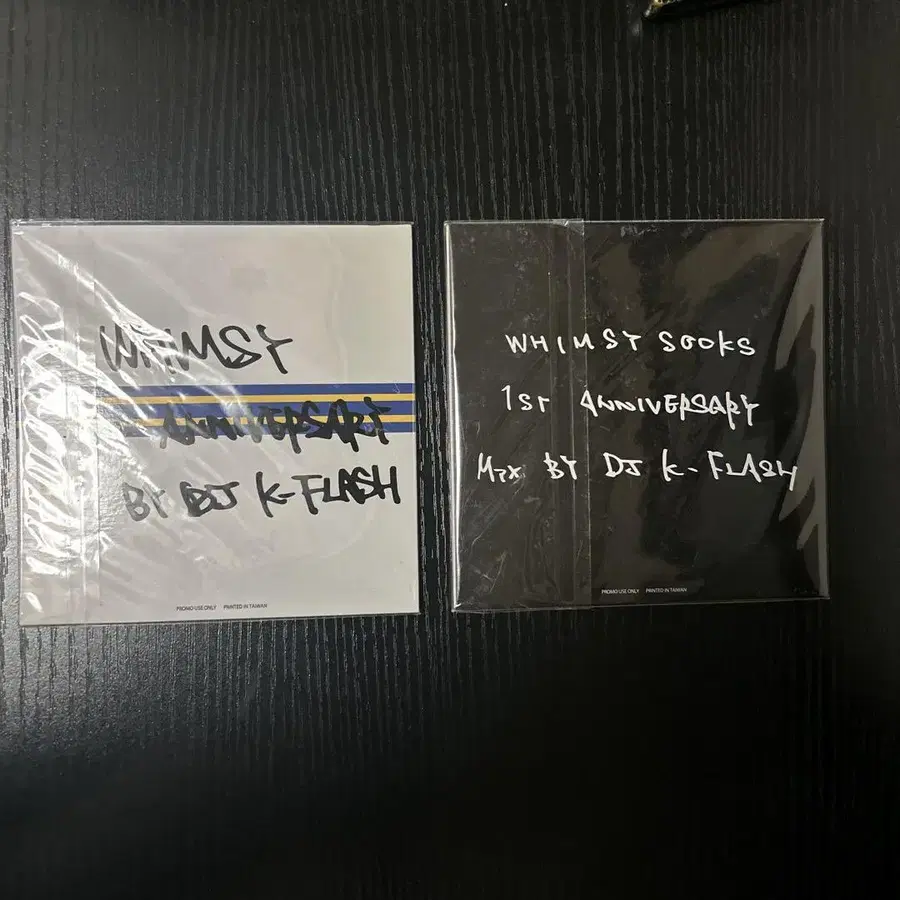 WHIMSY
ANNIVERSARY
BY DJ K-FLASH
PROMO USE ONLY PRINTED IN TAIWAN
WHIMSY SOOKS
1ST ANNIVERSARY
MIX BY DJ K-FLASH
PROMO USE ONLY PRINTED IN TAIWAN